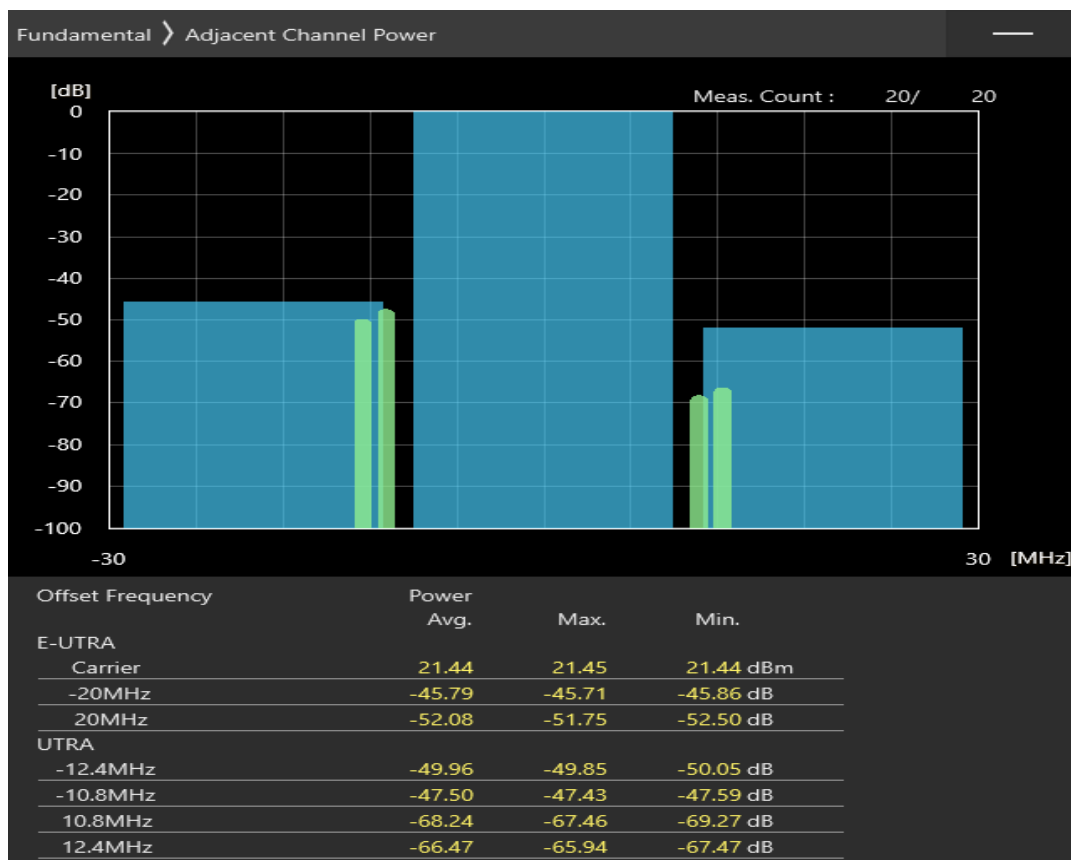 Fundamental ❯ Adjacent Channel Power
[dB]
Meas. Count : 20/ 20
0
-10
-20
-30
-40
-50
-60
-70
-80
-90
-100
-30 30 [MHz]
Offset Frequency Power
Avg. Max. Min.
E-UTRA
Carrier 21.44 21.45 21.44 dBm
-20MHz -45.79 -45.71 -45.86 dB
20MHz -52.08 -51.75 -52.50 dB
UTRA
-12.4MHz -49.96 -49.85 -50.05 dB
-10.8MHz -47.50 -47.43 -47.59 dB
10.8MHz -68.24 -67.46 -69.27 dB
12.4MHz -66.47 -65.94 -67.47 dB